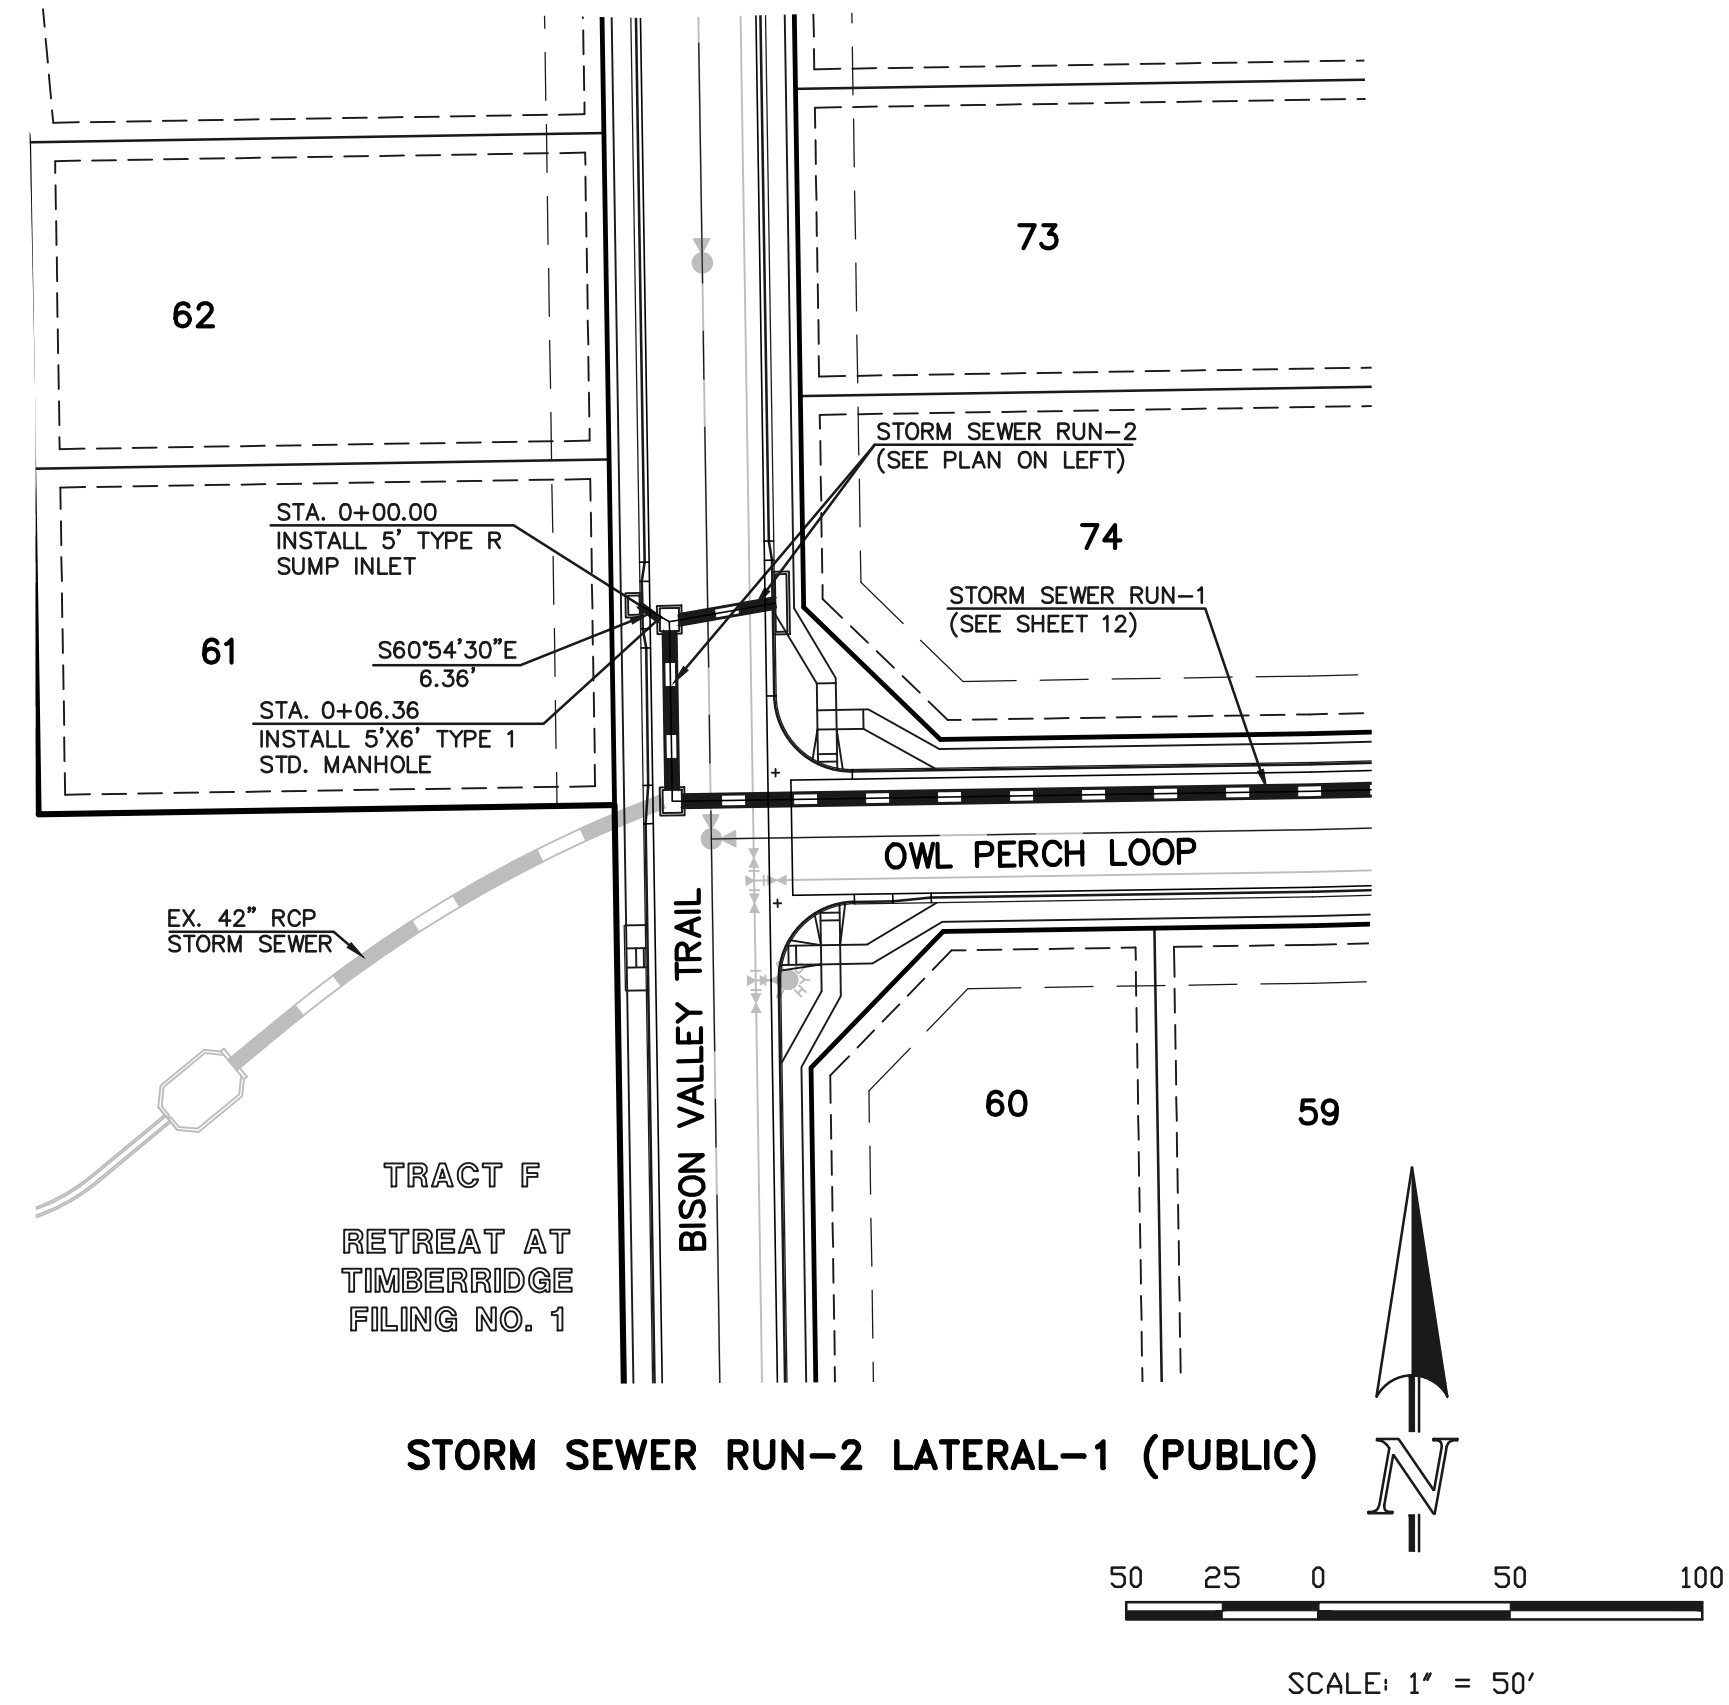 73
62
STORM SEWER RUN-2
(SEE PLAN ON LEFT)
STA. 0+00.00
INSTALL 5' TYPE R
SUMP INLET
74
STORM SEWER RUN-1
(SEE SHEET 12)
61
S60°54'30"E
6.36'
STA. 0+06.36
INSTALL 5'X6' TYPE 1
STD. MANHOLE
OWL PERCH LOOP
EX. 42" RCP
STORM SEWER
BISON VALLEY TRAIL
HY
60
59
TRACT F
RETREAT AT
TIMBERRIDGE
FILING NO. 1
STORM SEWER RUN-2 LATERAL-1 (PUBLIC)
N
50 25 0 50 100
SCALE: 1" = 50'